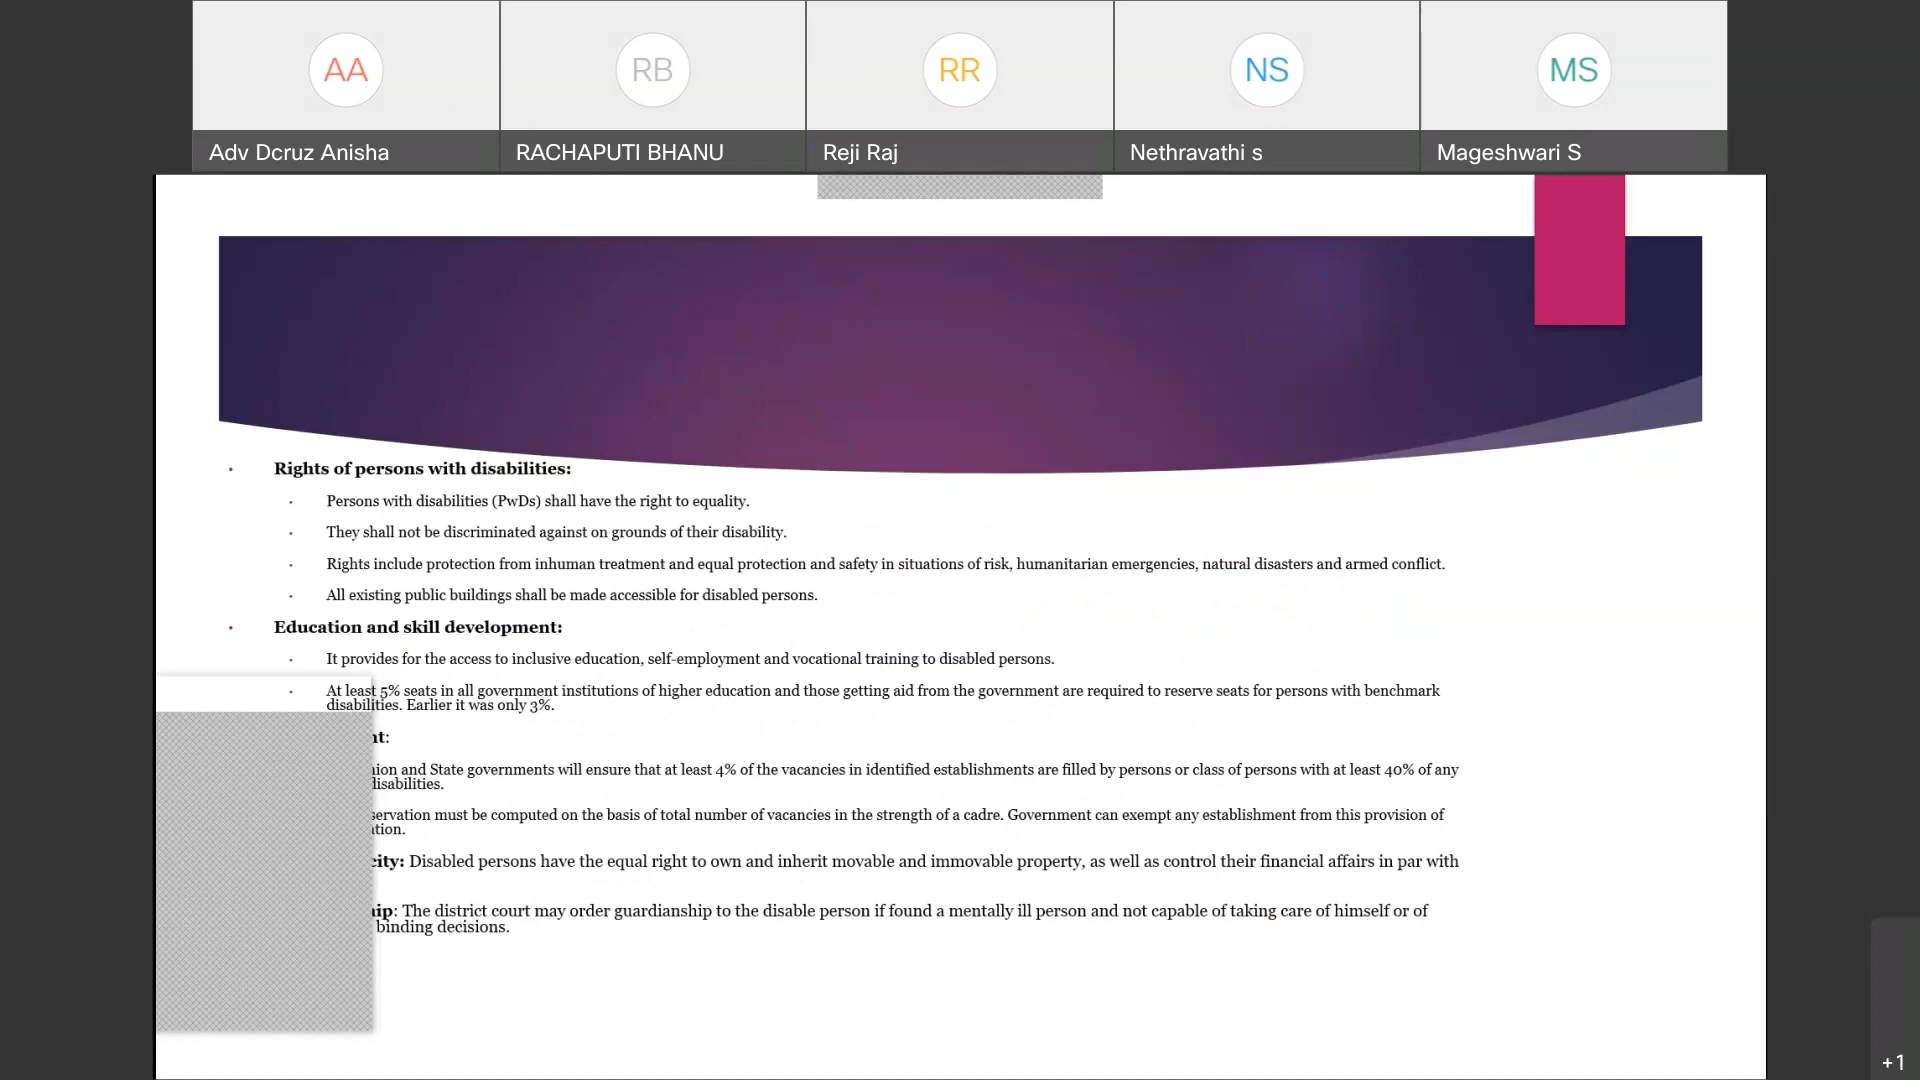 AA
RB
RR
NS
MS
Adv Dcruz Anisha
RACHAPUTI BHANU
Reji Raj
Nethravathi s
Mageshwari S
Rights of persons with disabilities:
Persons with disabilities (PwDs) shall have the right to equality.
They shall not be discriminated against on grounds of their disability.
Rights include protection from inhuman treatment and equal protection and safety in situations of risk, humanitarian emergencies, natural disasters and armed conflict.
All existing public buildings shall be made accessible for disabled persons.
Education and skill development:
It provides for the access to inclusive education, self-employment and vocational training to disabled persons.
At least 5% seats in all government institutions of higher education and those getting aid from the government are required to reserve seats for persons with benchmark
disabilities. Earlier it was only 3%.
nt:
and State governments will ensure that at least 4% of the vacancies in identified establishments are filled by persons or class of persons with at least 40% of any
disabilities.
servation must be computed on the basis of total number of vacancies in the strength of a cadre. Government can exempt any establishment from this provision of
ation.
city: Disabled persons have the equal right to own and inherit movable and immovable property, as well as control their financial affairs in par with
ip: The district court may order guardianship to the disable person if found a mentally ill person and not capable of taking care of himself or of
binding decisions.
+1